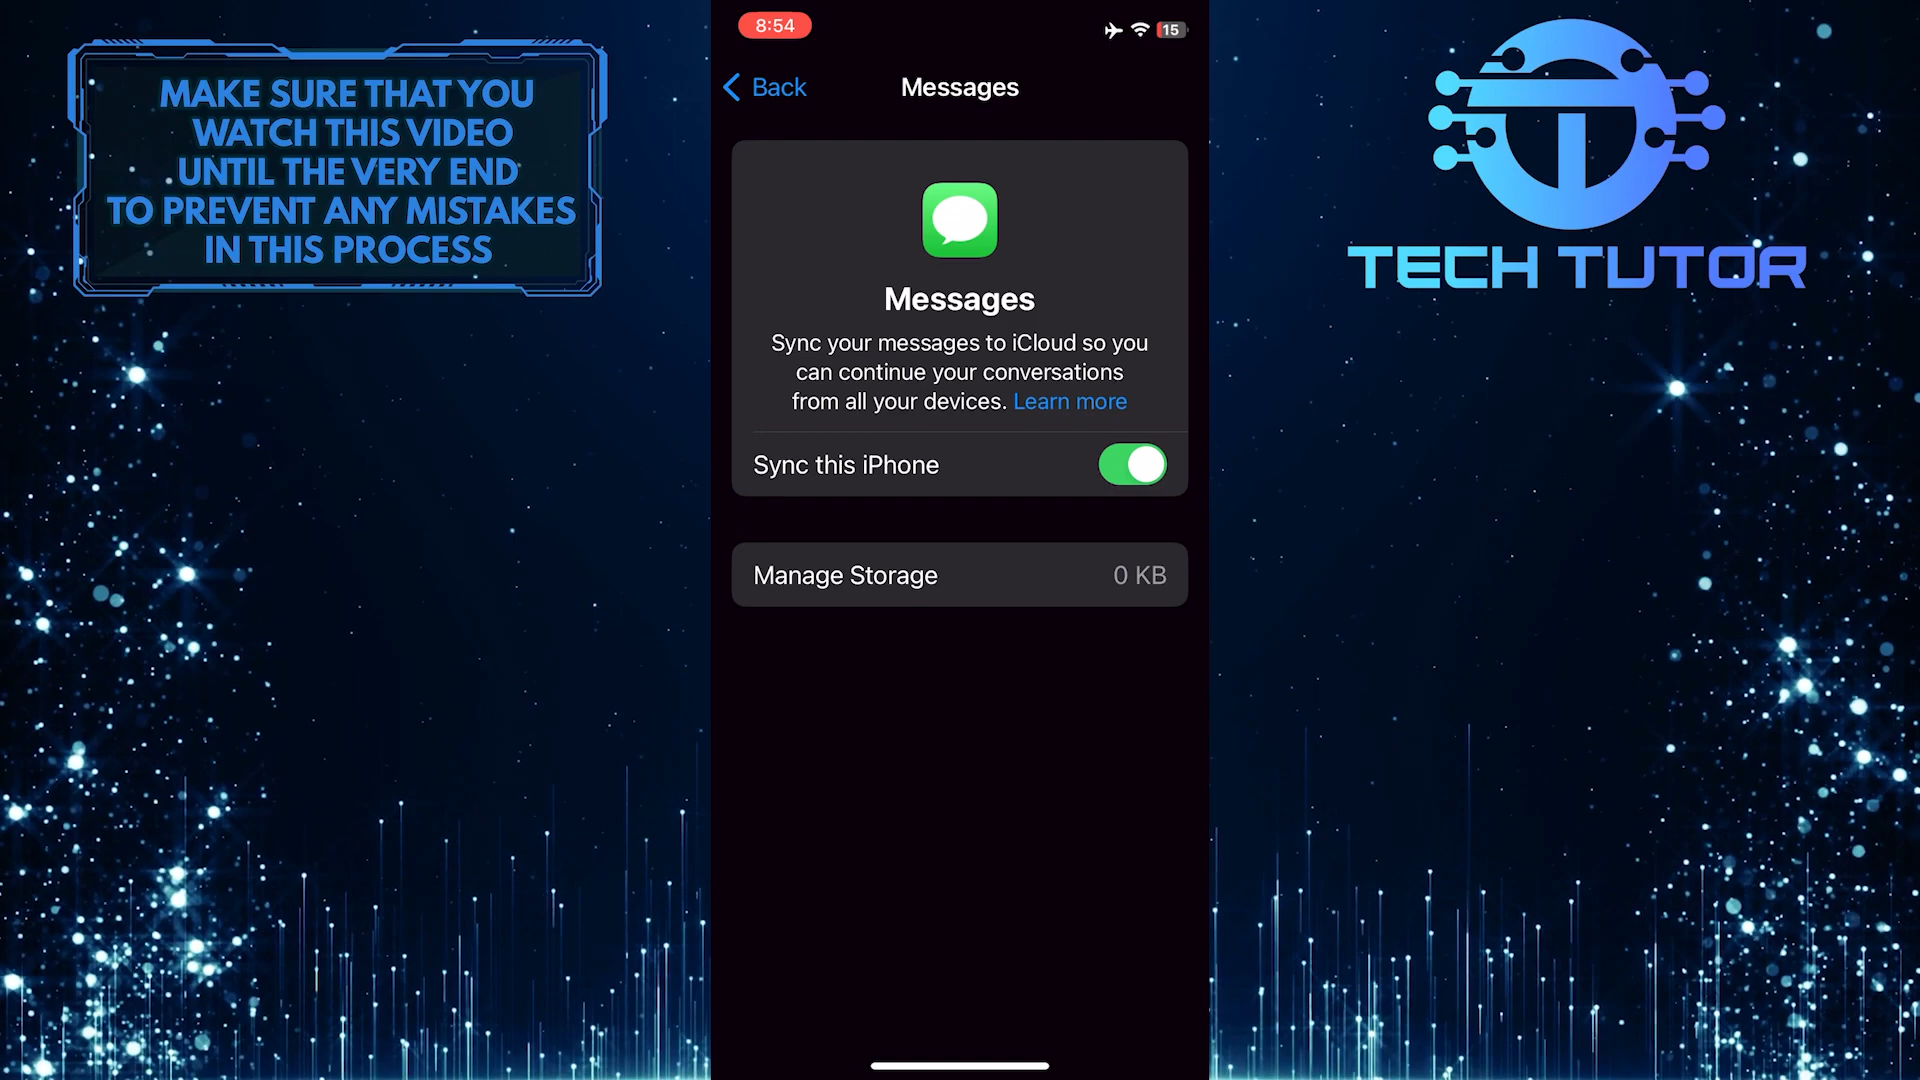 MAKE SURE THAT YOU
WATCH THIS VIDEO
UNTIL THE VERY END
TO PREVENT ANY MISTAKES
IN THIS PROCESS
8:54
15
Back
Messages
Messages
Sync your messages to iCloud so you
can continue your conversations
from all your devices. Learn more
Sync this iPhone
Manage Storage 0 KB
TECH TUTOR